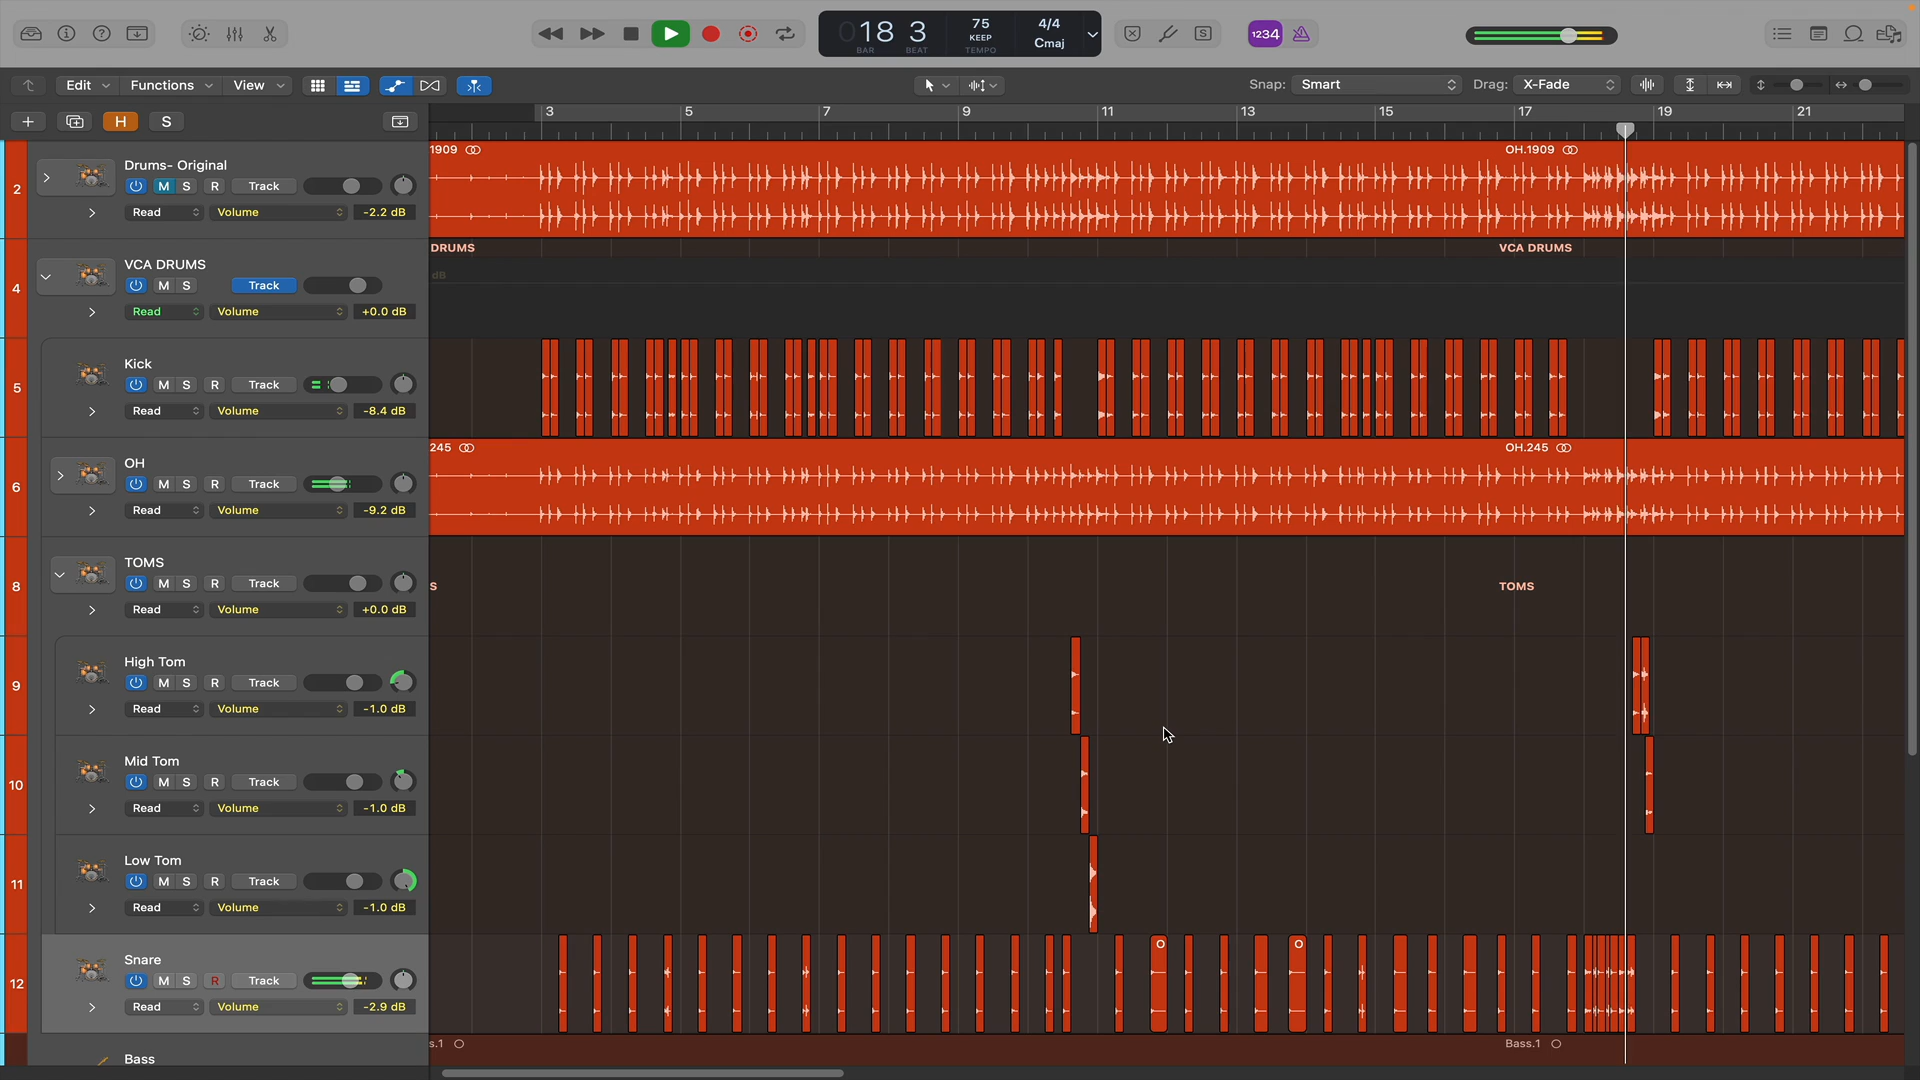 018 3
BAR BEAT
75
KEEP
TEMPO
4/4
Cmaj
1234
Edit Functions View
Snap: Smart Drag: X-Fade
H S
3 5 7 9 11 13 15 17 19 21
2
Drums- Original
M S R Track
Read Volume -2.2 dB
1909
OH.1909
4
VCA DRUMS
M S Track
Read Volume +0.0 dB
DRUMS
VCA DRUMS
dB
5
Kick
M S R Track
Read Volume -8.4 dB
6
OH
M S R Track
Read Volume -9.2 dB
245
OH.245
8
TOMS
M S R Track
Read Volume +0.0 dB
S
TOMS
9
High Tom
M S R Track
Read Volume -1.0 dB
10
Mid Tom
M S R Track
Read Volume -1.0 dB
11
Low Tom
M S R Track
Read Volume -1.0 dB
12
Snare
M S R Track
Read Volume -2.9 dB
Bass
s.1
Bass.1